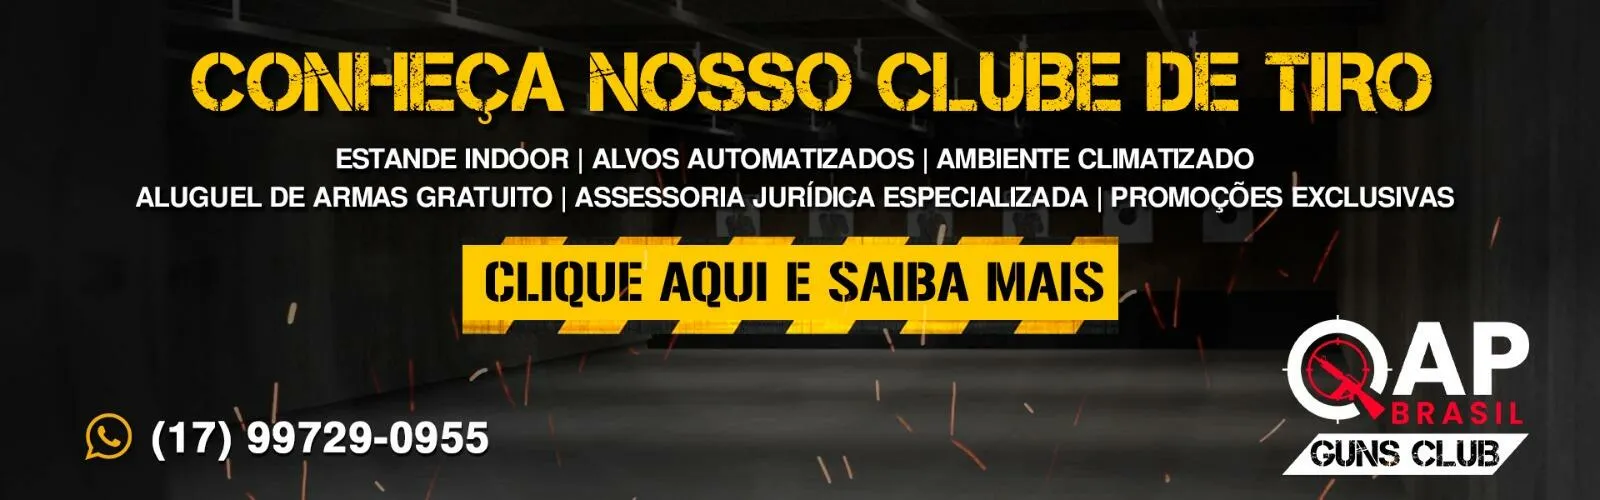 CONHEÇA NOSSO CLUBE DE TIRO
ESTANDE INDOOR | ALVOS AUTOMATIZADOS | AMBIENTE CLIMATIZADO
ALUGUEL DE ARMAS GRATUITO | ASSESSORIA JURÍDICA ESPECIALIZADA | PROMOÇÕES EXCLUSIVAS
CLIQUE AQUI E SAIBA MAIS
(17) 99729-0955
QAP
BRASIL
GUNS CLUB